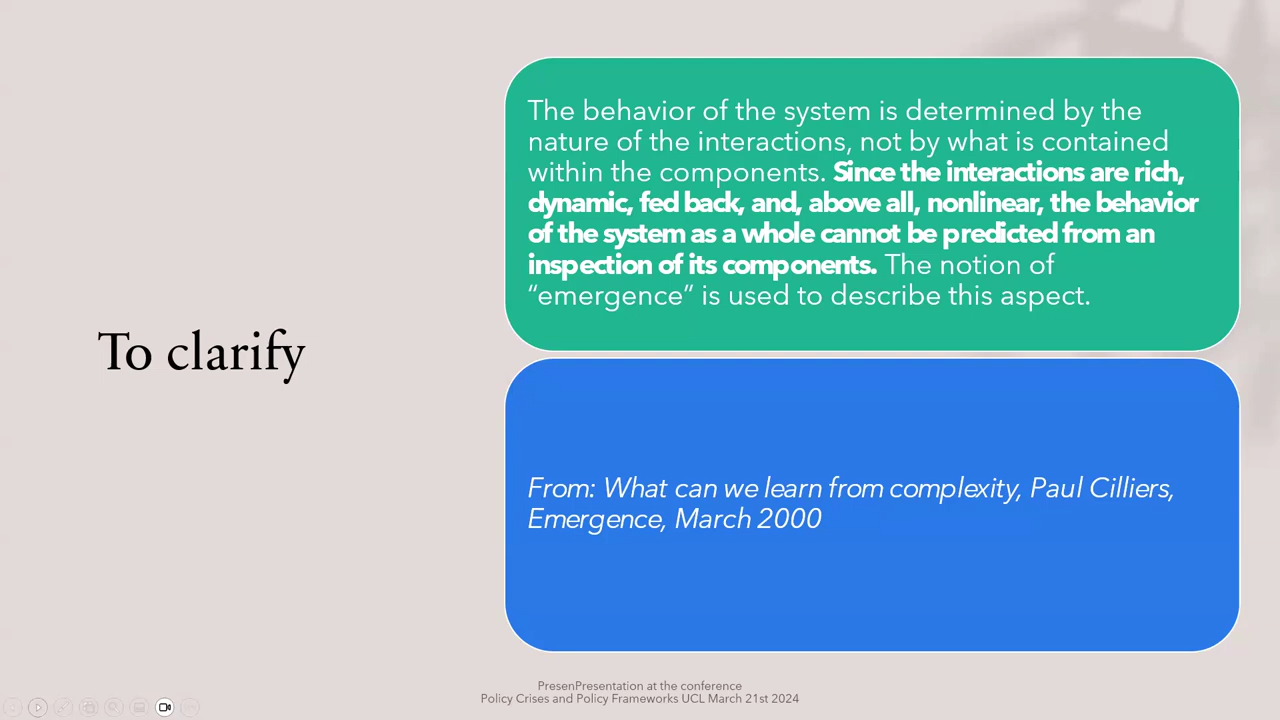 To clarify
The behavior of the system is determined by the
nature of the interactions, not by what is contained
within the components. Since the interactions are rich,
dynamic, fed back, and, above all, nonlinear, the behavior
of the system as a whole cannot be predicted from an
inspection of its components. The notion of
“emergence” is used to describe this aspect.
From: What can we learn from complexity, Paul Cilliers,
Emergence, March 2000
PresenPresentation at the conference
Policy Crises and Policy Frameworks UCL March 21st 2024